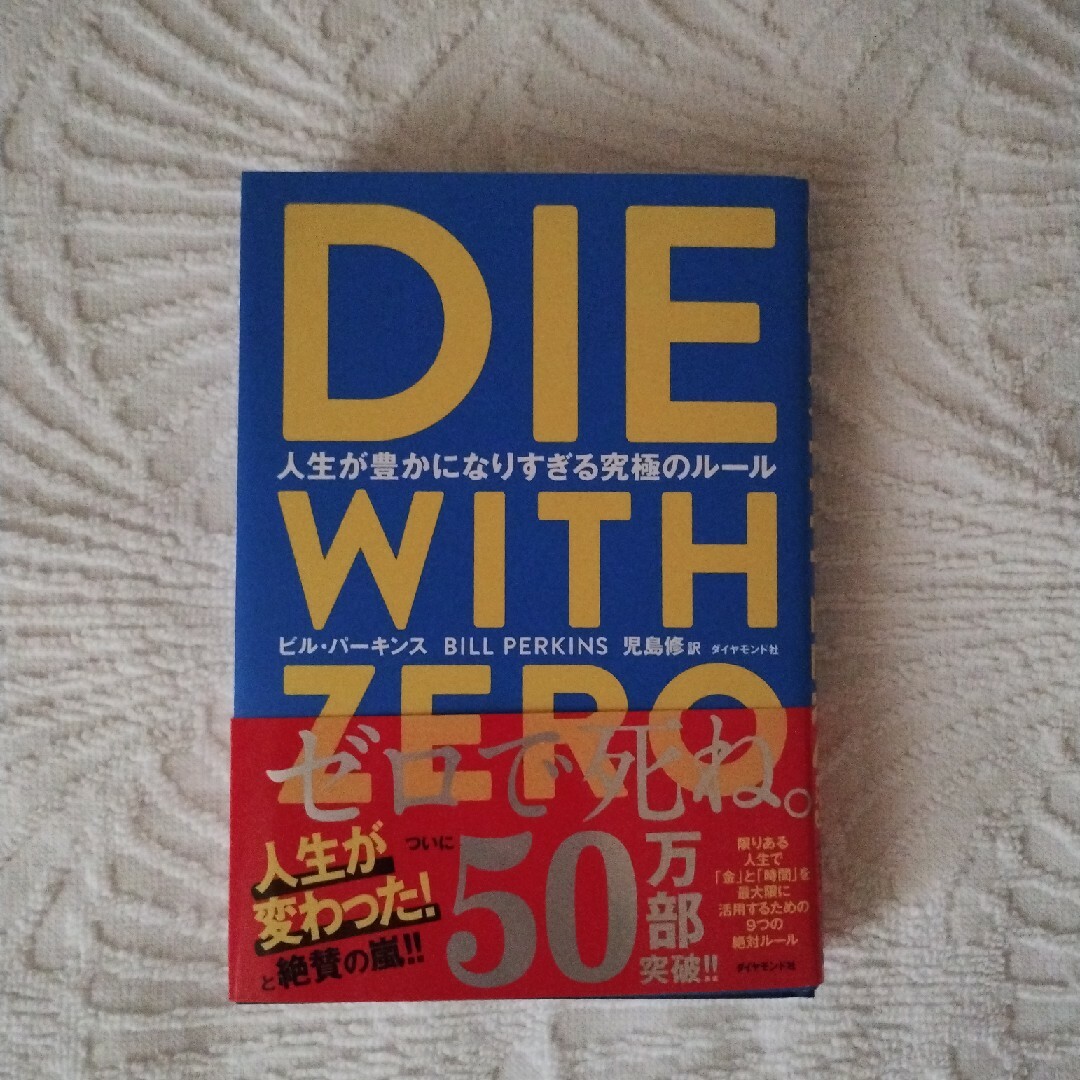 DIE
人生が豊かになりすぎる究極のルール
WITH
ビル・パーキンス BILL PERKINS 児島修 訳 ダイヤモンド社
ZERO
ゼロで死ね。
人生が
変わった!
と絶賛の嵐!!
ついに
50万部
突破!!
限りある
人生で
「金」と「時間」を
最大限に
活用するための
9つの
絶対ルール
ダイヤモンド社